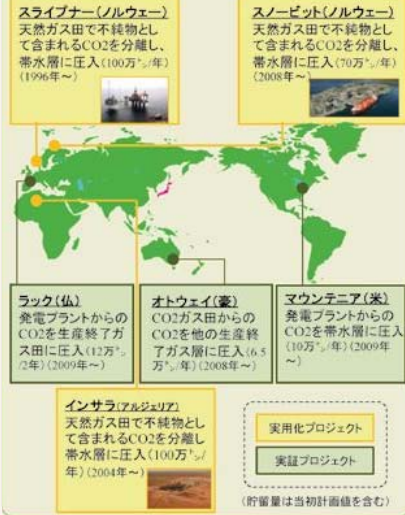 スライプナー(ノルウェー)
天然ガス田で不純物とし
て含まれるCO2を分離し、
帯水層に圧入(100万㌧/年)
(1996年～)
スノービット(ノルウェー)
天然ガス田で不純物とし
て含まれるCO2を分離し、
帯水層に圧入(70万㌧/年)
(2008年～)
ラック(仏)
発電プラントからの
CO2を生産終了ガ
ス田に圧入(12万㌧
/2年)(2009年～)
オトウェイ(豪)
CO2ガス田からの
CO2を他の生産終
了ガス層に圧入(6.5
万㌧/年)(2008年～)
マウンテニア(米)
発電プラントからの
CO2を帯水層に圧入
(10万㌧/年)(2009年
～)
インサラ(アルジェリア)
天然ガス田で不純物とし
て含まれるCO2を分離し
帯水層に圧入(100万㌧/
年)(2004年～)
実用化プロジェクト
実証プロジェクト
(貯留量は当初計画値を含む)